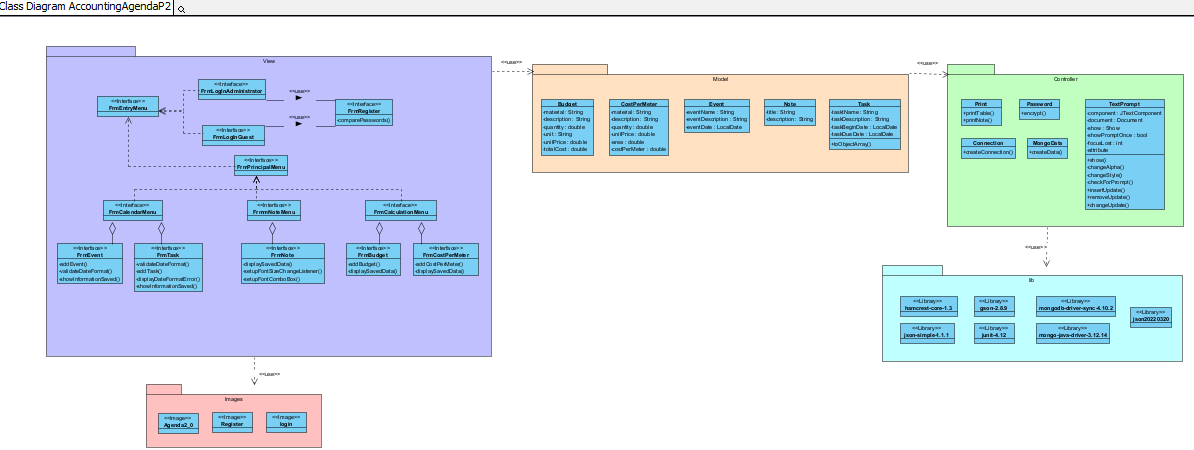 Class Diagram AccountingAgendaP2
View
<<Interface>>
FrmLoginAdministrator
<<Interface>>
FrmEntryMenu
<<use>>
<<Interface>>
FrmRegister
-comparePasswords()
<<use>>
<<Interface>>
FrmLoginGuest
<<Interface>>
FrmPrincipalMenu
<<Interface>>
FrmCalendarMenu
<<Interface>>
FrmmNoteMenu
<<Interface>>
FrmCalculationMenu
<<Interface>>
FrmEvent
-addEvent()
-validateDateFormat()
-showInformationSaved()
<<Interface>>
FrmTask
-validateDateFormat()
-addTask()
-displayDateFormatError()
-showInformationSaved()
<<Interface>>
FrmNote
-displaySavedData()
-setupFontSizeChangeListener()
-setupFontComboBox()
<<Interface>>
FrmBudget
-addBudget()
-displaySavedData()
<<Interface>>
FrmCostPerMeter
-addCostPerMeter()
-displaySavedData()
<<use>>
Model
Budget
-material : String
-description : String
-quantity : double
-unit : String
-unitPrice : double
-totalCost : double
CostPerMeter
-material : String
-description : String
-quantity : double
-unitPrice : double
-area : double
-costPerMeter : double
Event
-eventName : String
-eventDescription : String
-eventDate : LocalDate
Note
-title : String
-description : String
Task
-taskName : String
-taskDescription : String
-taskBeginDate : LocalDate
-taskDueDate : LocalDate
+toObjectArray()
<<use>>
Controller
Print
+printTable()
+printNote()
Password
+encrypt()
TextPrompt
-component : JTextComponent
-document : Document
-show : Show
-showPromptOnce : bool
-focusLost : int
-attribute
+show()
+changeAlpha()
+changeStyle()
+checkForPrompt()
+insertUpdate()
+removeUpdate()
+changeUpdate()
Connection
+createConnection()
MongoData
+createData()
<<use>>
lib
<<Library>>
hamcrest-core-1.3
<<Library>>
gson-2.8.9
<<Library>>
mongodb-driver-sync-4.10.2
<<Library>>
json20220320
<<Library>>
json-simple-1.1.1
<<Library>>
junit-4.12
<<Library>>
mongo-java-driver-3.12.14
<<use>>
Images
<<Image>>
Agenda2_0
<<Image>>
Register
<<Image>>
login